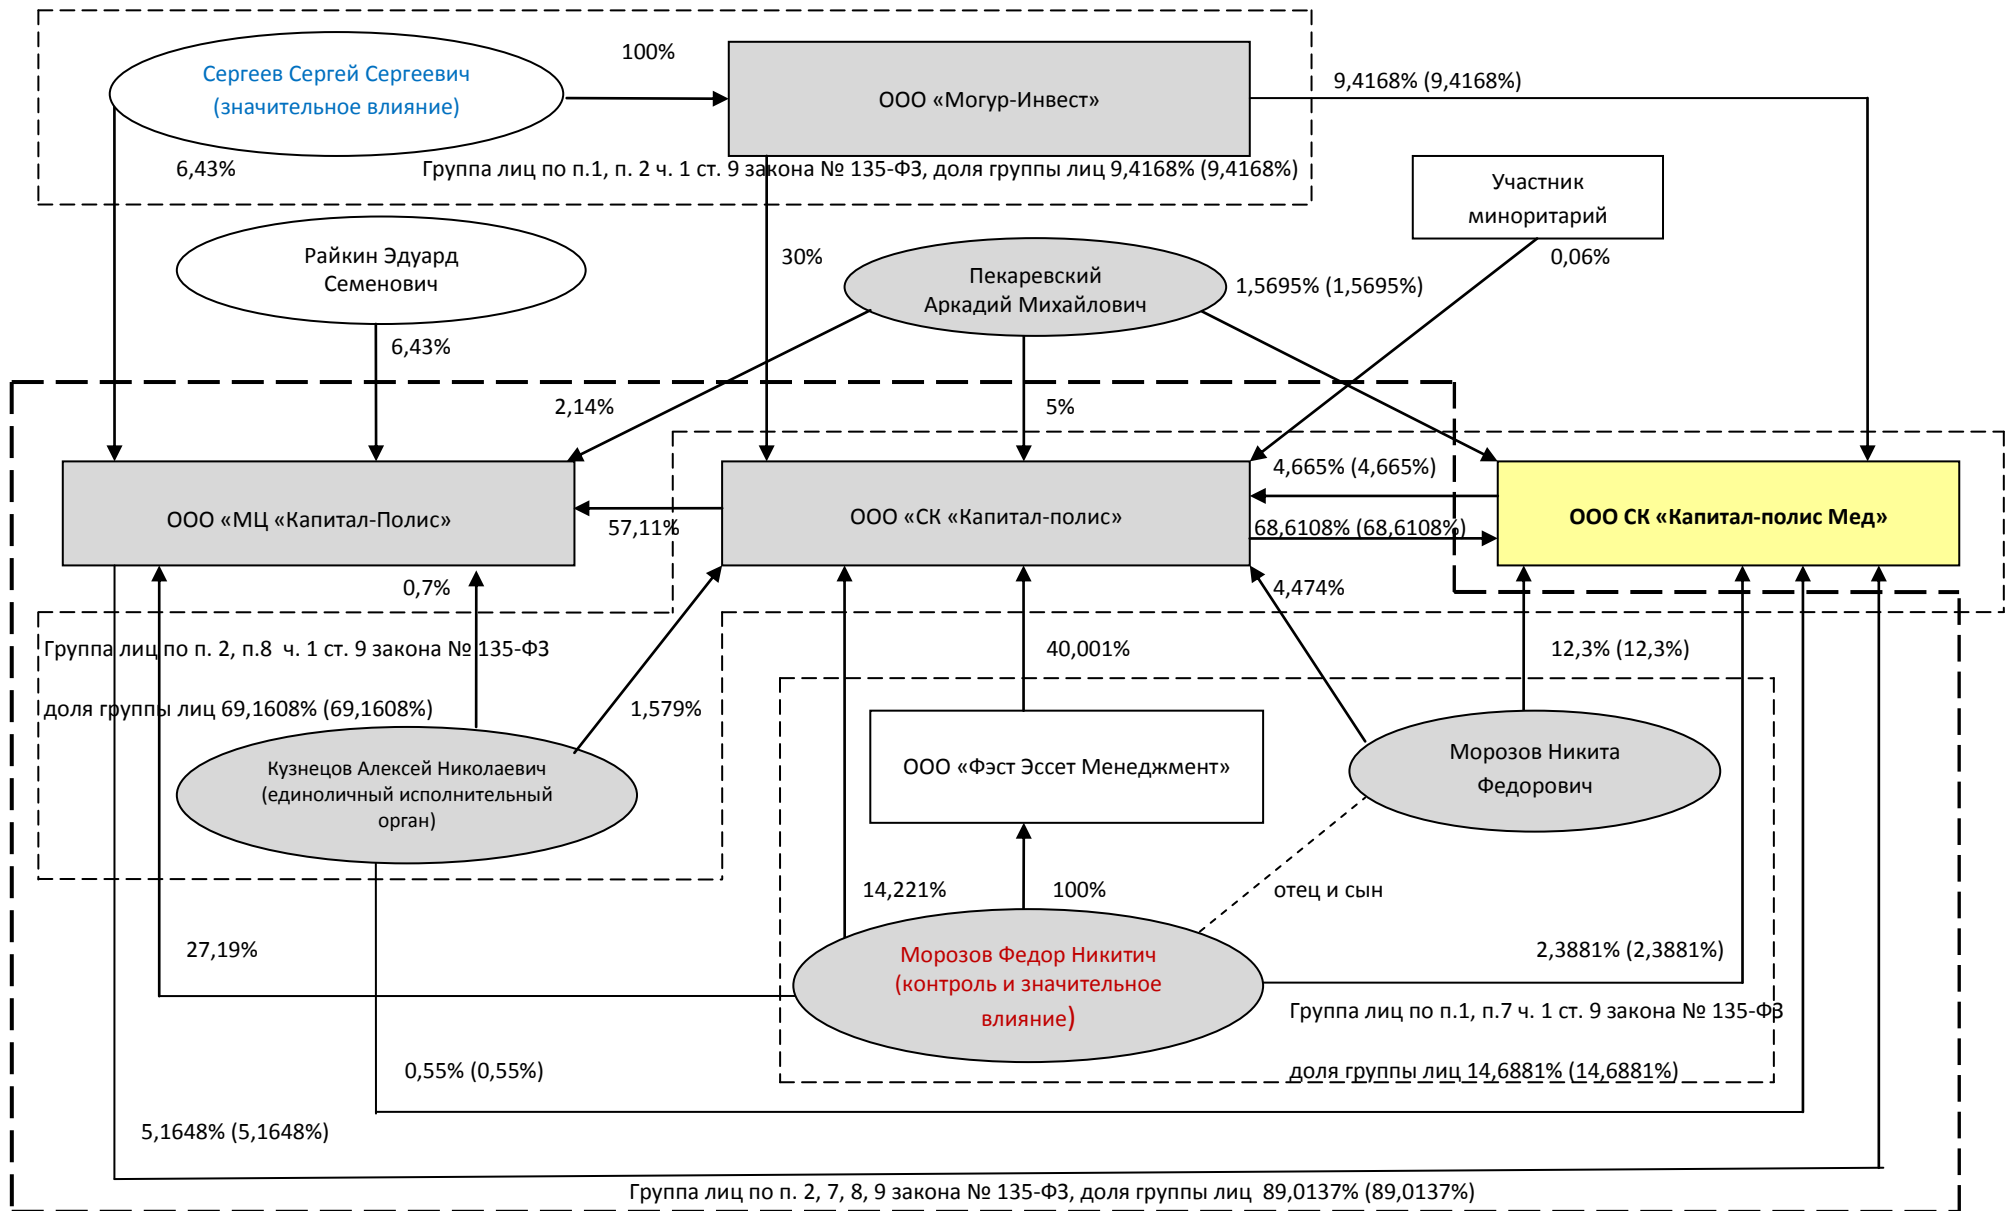 100%
Сергеев Сергей Сергеевич
(значительное влияние)
ООО «Могур-Инвест»
9,4168% (9,4168%)
6,43%
Группа лиц по п.1, п. 2 ч. 1 ст. 9 закона № 135-ФЗ, доля группы лиц 9,4168% (9,4168%)
Участник
миноритарий
Райкин Эдуард
Семенович
30%
Пекаревский
Аркадий Михайлович
1,5695% (1,5695%)
0,06%
6,43%
2,14%
5%
4,665% (4,665%)
ООО «МЦ «Капитал-Полис»
57,11%
ООО «СК «Капитал-полис»
68,6108% (68,6108%)
ООО СК «Капитал-полис Мед»
0,7%
4,474%
Группа лиц по п. 2, п.8 ч. 1 ст. 9 закона № 135-ФЗ
40,001%
12,3% (12,3%)
доля группы лиц 69,1608% (69,1608%)
1,579%
Кузнецов Алексей Николаевич
(единоличный исполнительный
орган)
ООО «Фэст Эссет Менеджмент»
Морозов Никита
Федорович
14,221%
100%
отец и сын
27,19%
Морозов Федор Никитич
(контроль и значительное
влияние)
2,3881% (2,3881%)
Группа лиц по п.1, п.7 ч. 1 ст. 9 закона № 135-ФЗ
0,55% (0,55%)
доля группы лиц 14,6881% (14,6881%)
5,1648% (5,1648%)
Группа лиц по п. 2, 7, 8, 9 закона № 135-ФЗ, доля группы лиц 89,0137% (89,0137%)